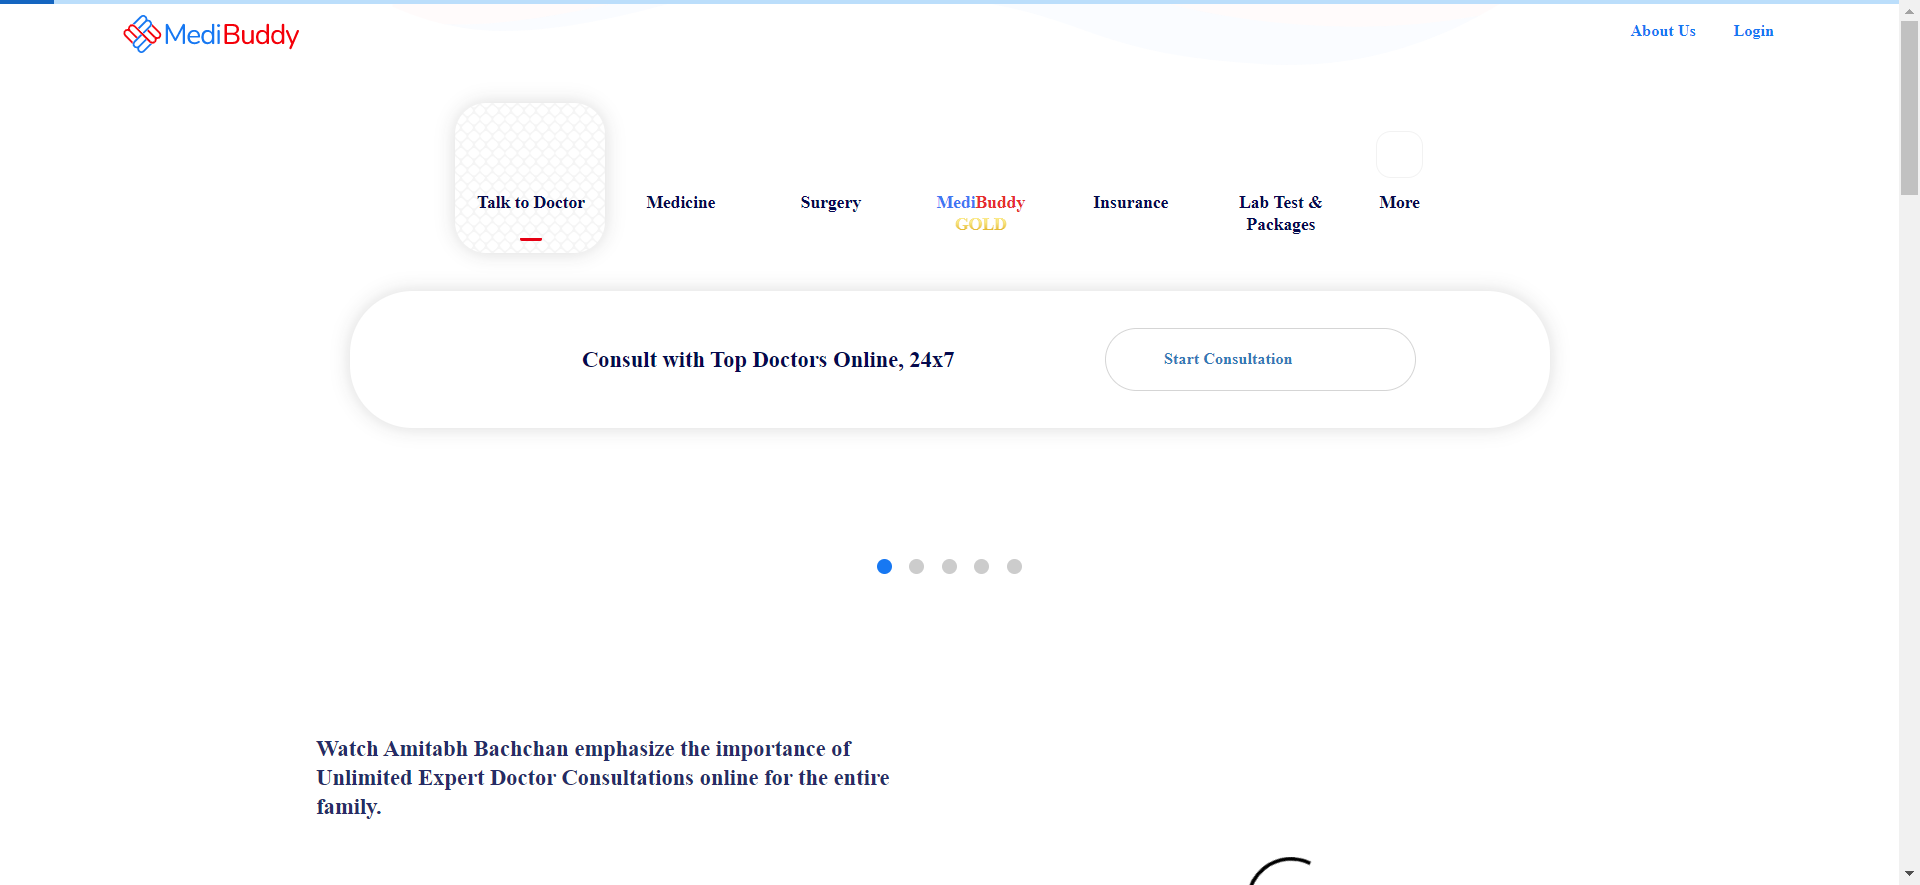 MediBuddy
About Us
Login
Talk to Doctor
Medicine
Surgery
MediBuddy
GOLD
Insurance
Lab Test &
Packages
More
Consult with Top Doctors Online, 24x7
Start Consultation
Watch Amitabh Bachchan emphasize the importance of
Unlimited Expert Doctor Consultations online for the entire
family.